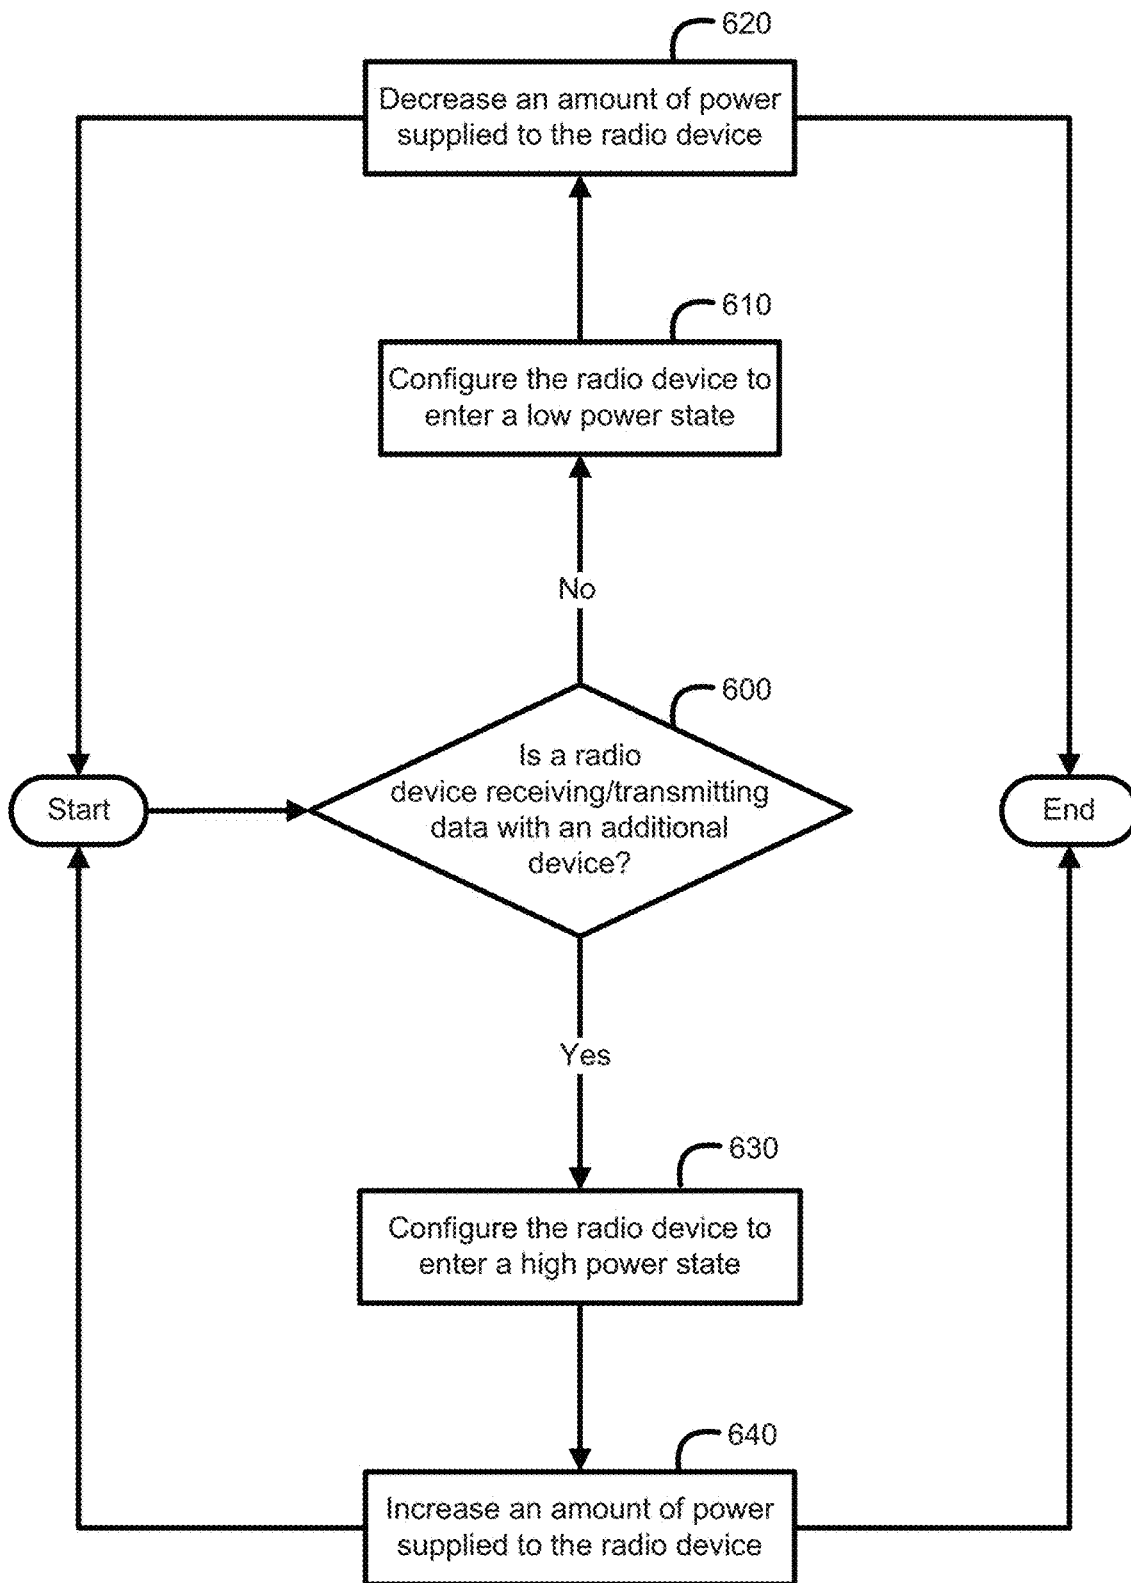 620
Decrease an amount of power
supplied to the radio device
610
Configure the radio device to
enter a low power state
No
600
Is a radio
device receiving/transmitting
data with an additional
device?
Start
End
Yes
630
Configure the radio device to
enter a high power state
640
Increase an amount of power
supplied to the radio device